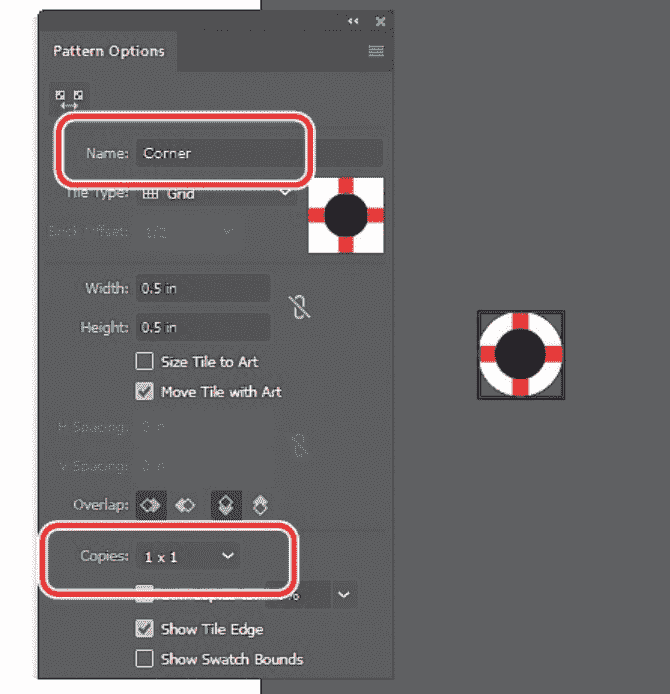 Pattern Options
Name: Corner
Tile Type: Grid
Brick Offset: 1/2
Width: 0.5 in
Height: 0.5 in
Size Tile to Art
Move Tile with Art
H Spacing: 0 in
V Spacing: 0 in
Overlap:
Copies: 1 x 1
%
Show Tile Edge
Show Swatch Bounds